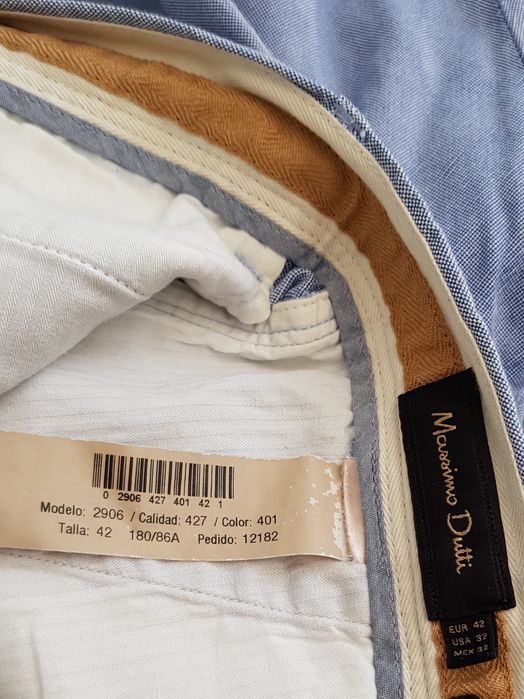 0 2906 427 401 42 1
Modelo: 2906 / Calidad: 427 / Color: 401
Talla: 42 180/86A Pedido: 12182
Massimo Dutti
EUR 42
USA 32
MEX 32